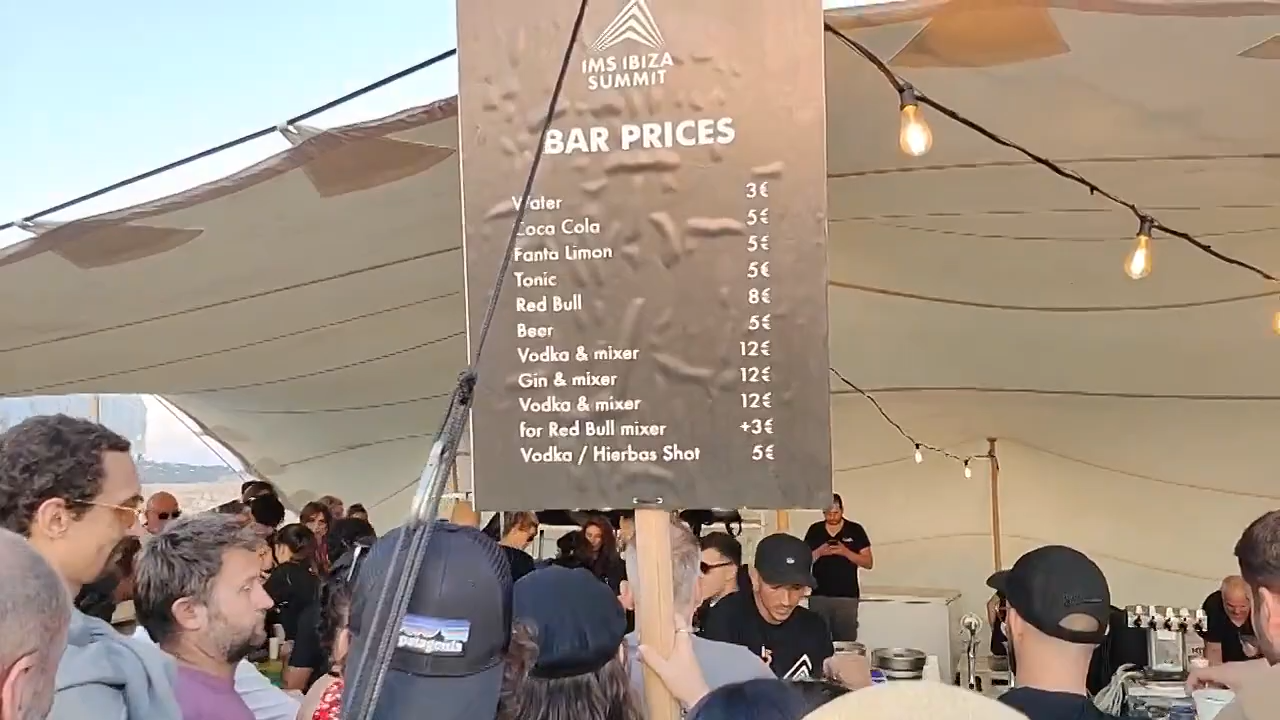 IMS IBIZA
SUMMIT
BAR PRICES
Water 3€
Coca Cola 5€
Fanta Limon 5€
Tonic 5€
Red Bull 8€
Beer 5€
Vodka & mixer 12€
Gin & mixer 12€
Vodka & mixer 12€
for Red Bull mixer +3€
Vodka / Hierbas Shot 5€